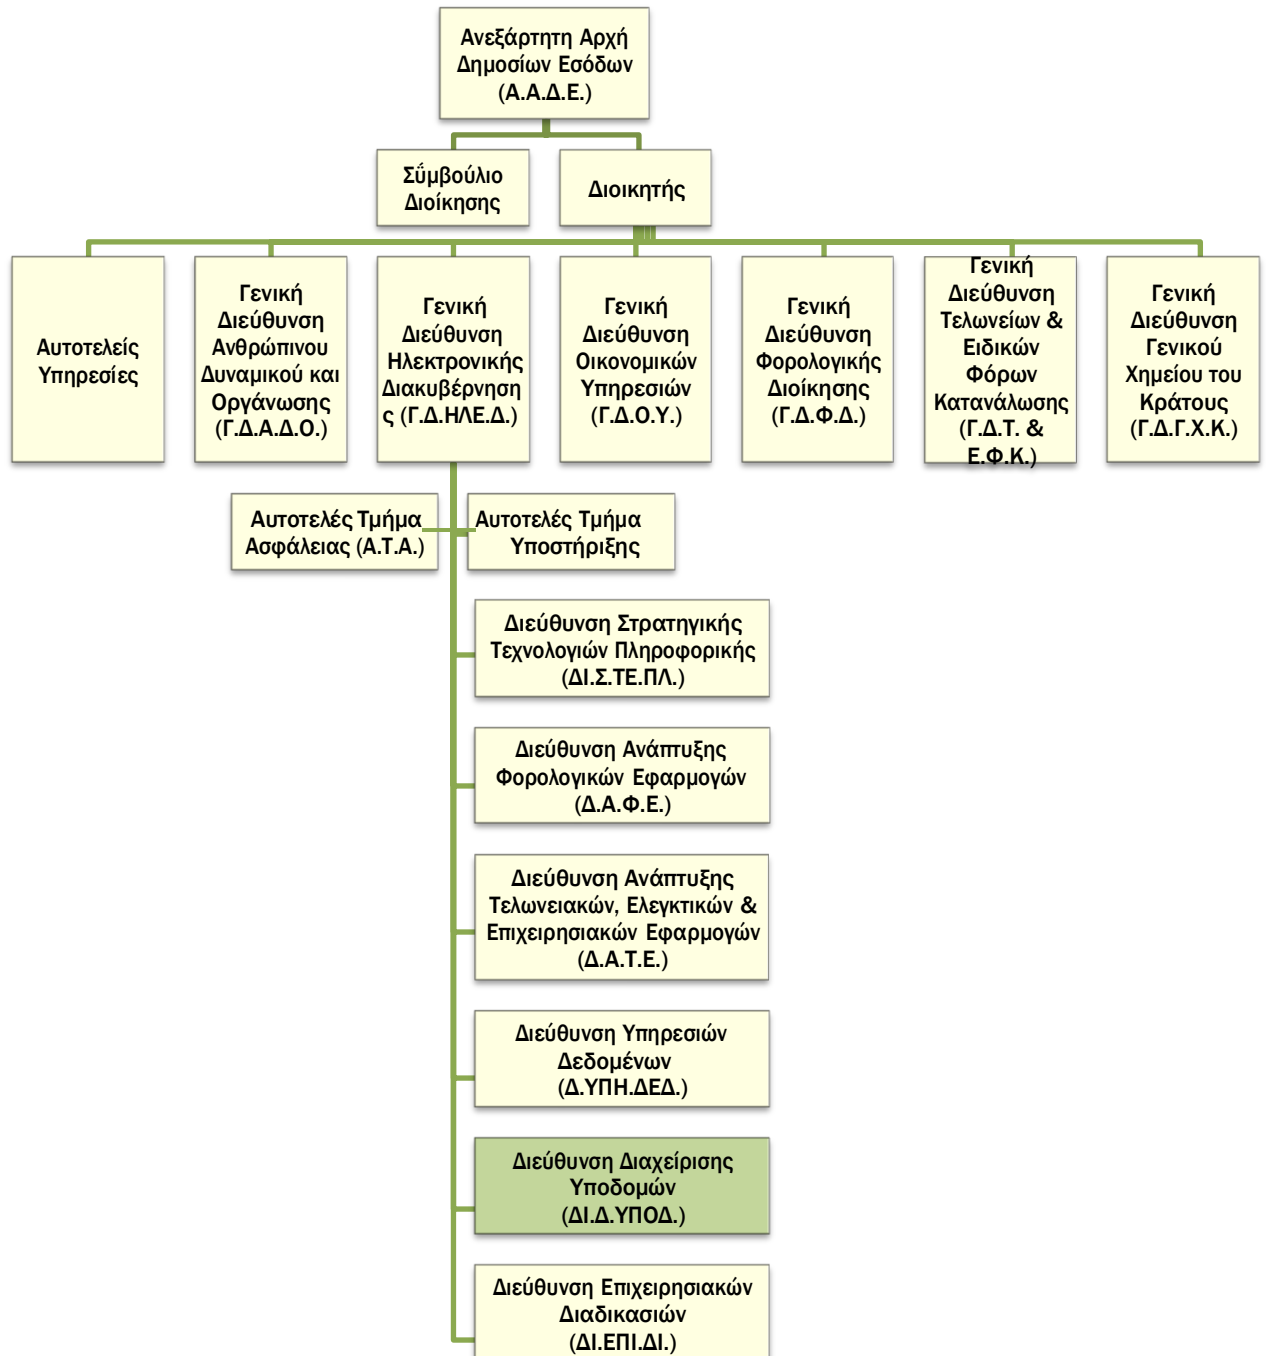 Ανεξάρτητη Αρχή
Δημοσίων Εσόδων
(Α.Α.Δ.Ε.)
Σΰμβούλιο
Διοίκησης
Διοικητής
Αυτοτελείς
Υπηρεσίες
Γενική
Διεύθυνση
Ανθρώπινου
Δυναμικού και
Οργάνωσης
(Γ.Δ.Α.Δ.Ο.)
Γενική
Διεύθυνση
Ηλεκτρονικής
Διακυβέρνηση
ς (Γ.Δ.ΗΛΕ.Δ.)
Γενική
Διεύθυνση
Οικονομικών
Υπηρεσιών
(Γ.Δ.Ο.Υ.)
Γενική
Διεύθυνση
Φορολογικής
Διοίκησης
(Γ.Δ.Φ.Δ.)
Γενική
Διεύθυνση
Τελωνείων &
Ειδικών
Φόρων
Κατανάλωσης
(Γ.Δ.Τ. &
Ε.Φ.Κ.)
Γενική
Διεύθυνση
Γενικού
Χημείου του
Κράτους
(Γ.Δ.Γ.Χ.Κ.)
Αυτοτελές Τμήμα
Ασφάλειας (Α.Τ.Α.)
Αυτοτελές Τμήμα
Υποστήριξης
Διεύθυνση Στρατηγικής
Τεχνολογιών Πληροφορικής
(ΔΙ.Σ.ΤΕ.ΠΛ.)
Διεύθυνση Ανάπτυξης
Φορολογικών Εφαρμογών
(Δ.Α.Φ.Ε.)
Διεύθυνση Ανάπτυξης
Τελωνειακών, Ελεγκτικών &
Επιχειρησιακών Εφαρμογών
(Δ.Α.Τ.Ε.)
Διεύθυνση Υπηρεσιών
Δεδομένων
(Δ.ΥΠΗ.ΔΕΔ.)
Διεύθυνση Διαχείρισης
Υποδομών
(ΔΙ.Δ.ΥΠΟΔ.)
Διεύθυνση Επιχειρησιακών
Διαδικασιών
(ΔΙ.ΕΠΙ.ΔΙ.)